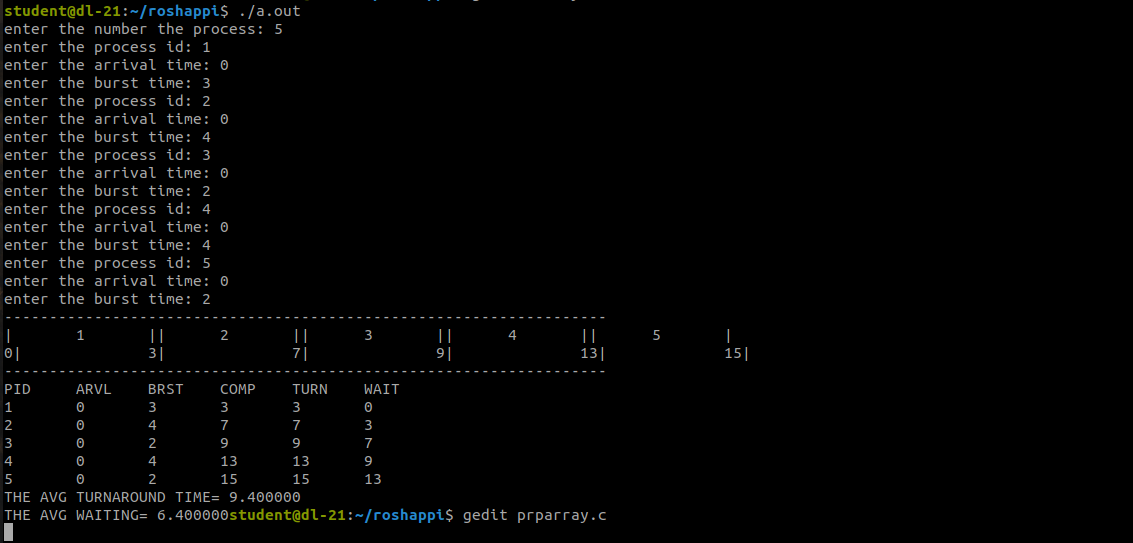 student@dl-21:~/roshappi$ ./a.out
enter the number the process: 5
enter the process id: 1
enter the arrival time: 0
enter the burst time: 3
enter the process id: 2
enter the arrival time: 0
enter the burst time: 4
enter the process id: 3
enter the arrival time: 0
enter the burst time: 2
enter the process id: 4
enter the arrival time: 0
enter the burst time: 4
enter the process id: 5
enter the arrival time: 0
enter the burst time: 2
-------------------------------------------------------------------
|       1       ||      2       ||      3       ||      4       ||      5       |
0|              3|              7|              9|              13|             15|
-------------------------------------------------------------------
PID     ARVL    BRST    COMP    TURN    WAIT
1       0       3       3       3       0
2       0       4       7       7       3
3       0       2       9       9       7
4       0       4       13      13      9
5       0       2       15      15      13
THE AVG TURNAROUND TIME= 9.400000
THE AVG WAITING= 6.400000student@dl-21:~/roshappi$ gedit prparray.c